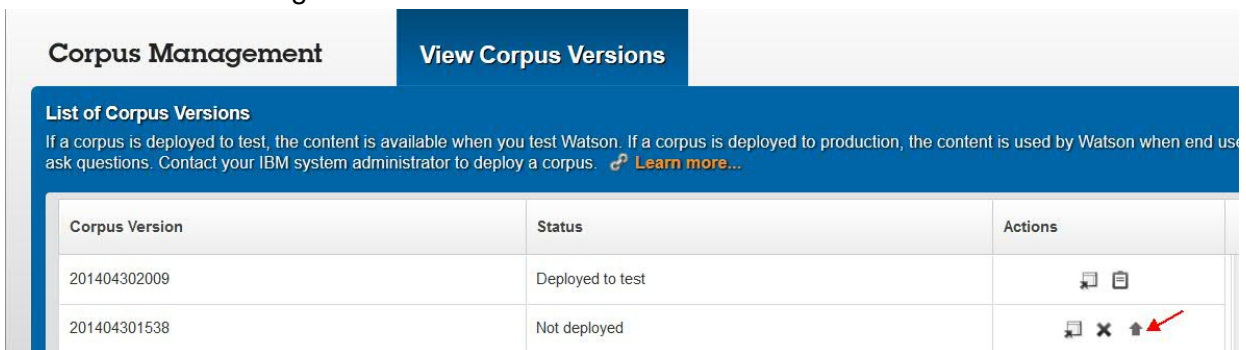 Corpus Management
View Corpus Versions
List of Corpus Versions
If a corpus is deployed to test, the content is available when you test Watson. If a corpus is deployed to production, the content is used by Watson when end use
ask questions. Contact your IBM system administrator to deploy a corpus. Learn more...
Corpus Version Status Actions
201404302009 Deployed to test
201404301538 Not deployed